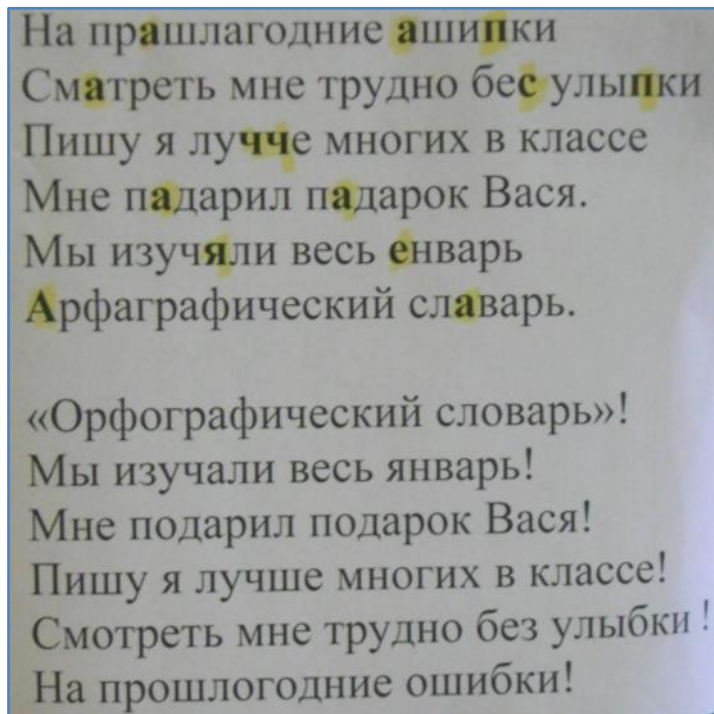 На прашлагодние ашипки
Сматреть мне трудно бес улыпки
Пишу я луччe многих в классе
Мне падарил падарок Вася.
Мы изучяли весь енварь
Арфаграфический славарь.
«Орфографический словарь»!
Мы изучали весь январь!
Мне подарил подарок Вася!
Пишу я лучше многих в классе!
Смотреть мне трудно без улыбки !
На прошлогодние ошибки!